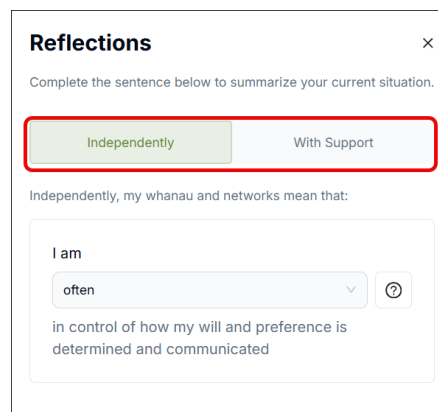 Reflections
Complete the sentence below to summarize your current situation.
Independently
With Support
Independently, my whanau and networks mean that:
I am
often
in control of how my will and preference is
determined and communicated